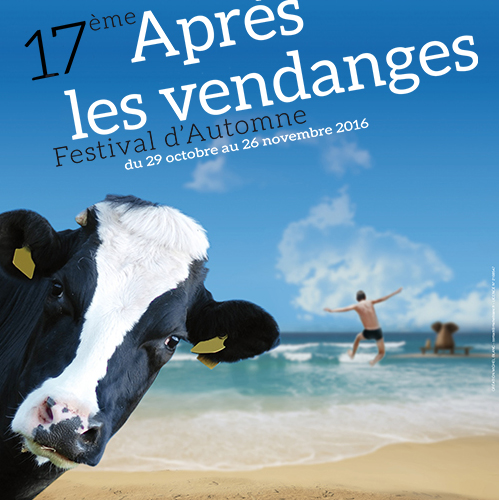 17ème Après
les vendanges
Festival d'Automne
du 29 octobre au 26 novembre 2016